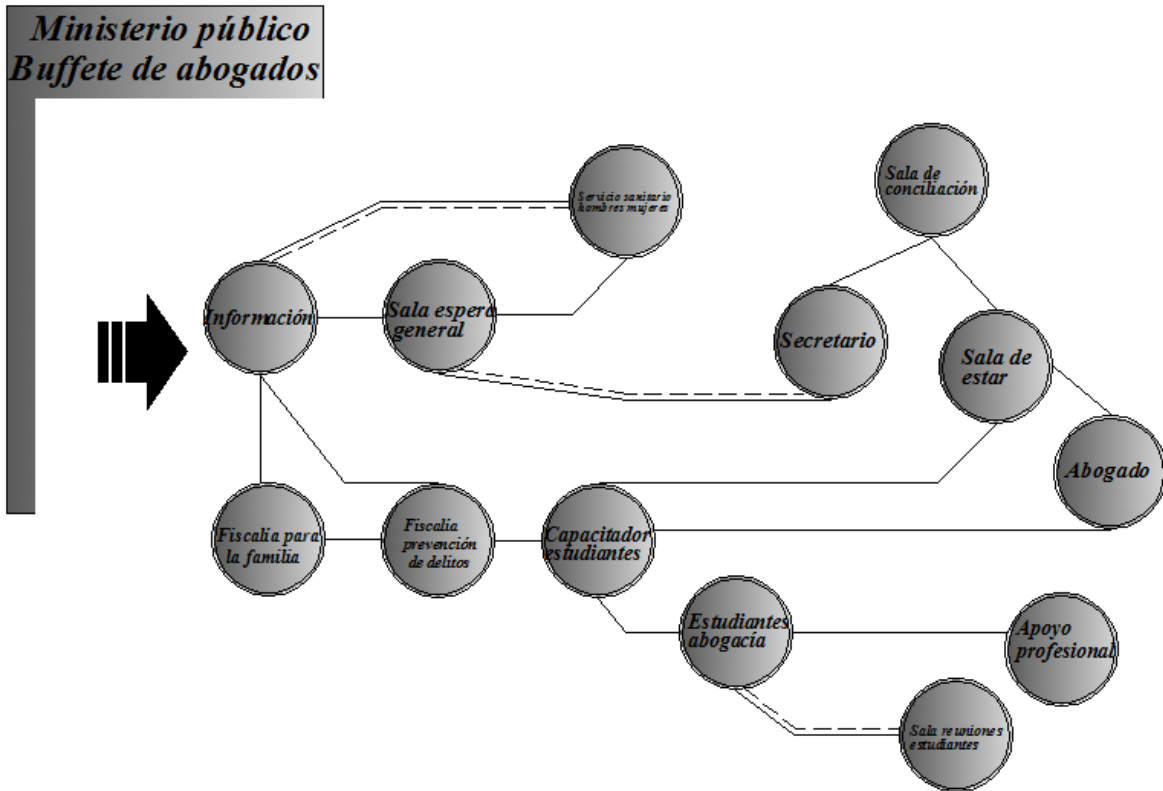 Ministerio público
Buffete de abogados
Servicio sanitario
hombres mujeres
Sala de
conciliación
Información
Sala espera
general
Secretario
Sala de
estar
Abogado
Fiscalía para
la familia
Fiscalía
prevención
de delitos
Capacitador
estudiantes
Estudiantes
abogacía
Apoyo
profesional
Sala reuniones
estudiantes